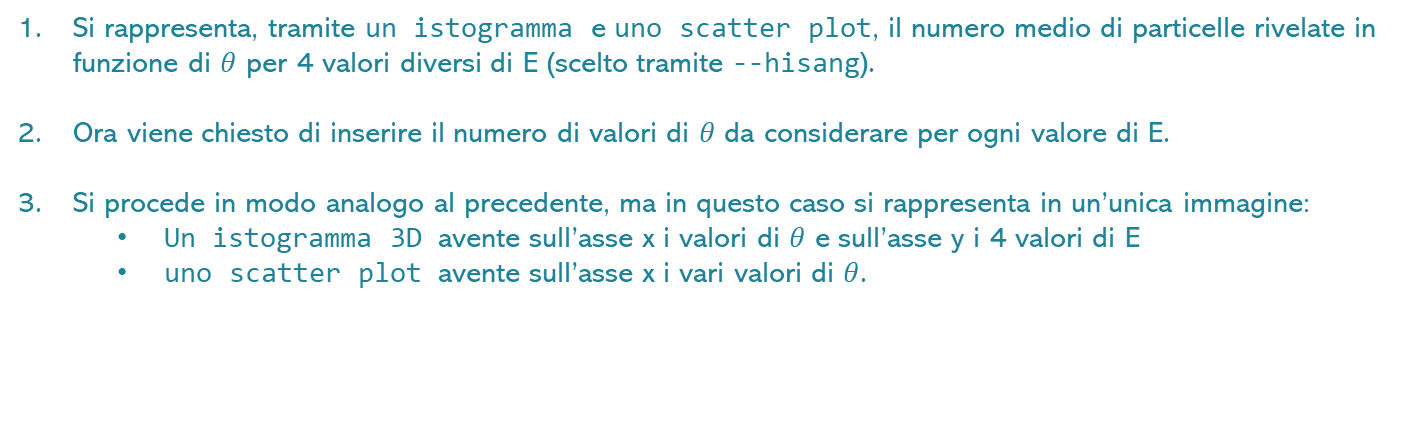 1. Si rappresenta, tramite un istogramma e uno scatter plot, il numero medio di particelle rivelate in
funzione di θ per 4 valori diversi di E (scelto tramite --hisang).
2. Ora viene chiesto di inserire il numero di valori di θ da considerare per ogni valore di E.
3. Si procede in modo analogo al precedente, ma in questo caso si rappresenta in un’unica immagine:
• Un istogramma 3D avente sull’asse x i valori di θ e sull’asse y i 4 valori di E
• uno scatter plot avente sull’asse x i vari valori di θ.